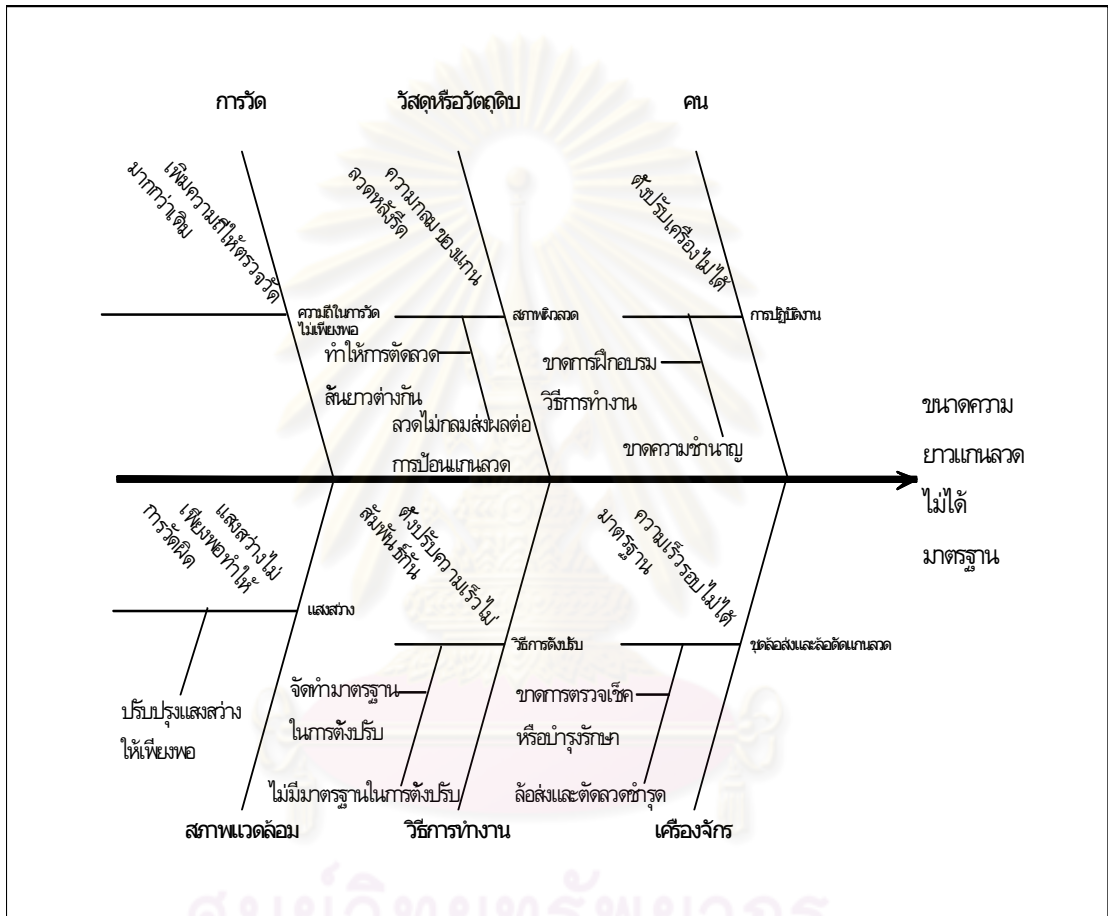 การวัด
วัสดุหรือวัตถุดิบ
คน
เพิ่มความถี่ให้ตรวจวัด
มากกว่าเดิม
ความกลมของแกน
ลวดหลังรีด
ตั้งปรับเครื่องไม่ได้
ความถี่ในการวัด
ไม่เพียงพอ
สภาพผิวลวด
การปฏิบัติงาน
ทำให้การตัดลวด
สั้นยาวต่างกัน
ลวดไม่กลมส่งผลต่อ
การป้อนแกนลวด
ขาดการฝึกอบรม
วิธีการทำงาน
ขาดความชำนาญ
ขนาดความ
ยาวแกนลวด
ไม่ได้
มาตรฐาน
แสงสว่างไม่
เพียงพอทำให้
การวัดผิด
ตั้งปรับความเร็วไม่
สัมพันธ์กัน
ความเร็วรอบไม่ได้
มาตรฐาน
แสงสว่าง
วิธีการตั้งปรับ
ชุดล้อส่งและล้อตัดแกนลวด
ปรับปรุงแสงสว่าง
ให้เพียงพอ
จัดทำมาตรฐาน
ในการตั้งปรับ
ไม่มีมาตรฐานในการตั้งปรับ
ขาดการตรวจเช็ค
หรือบำรุงรักษา
ล้อส่งและตัดลวดชำรุด
สภาพแวดล้อม
วิธีการทำงาน
เครื่องจักร
ศูนย์วิทยทรัพยากร